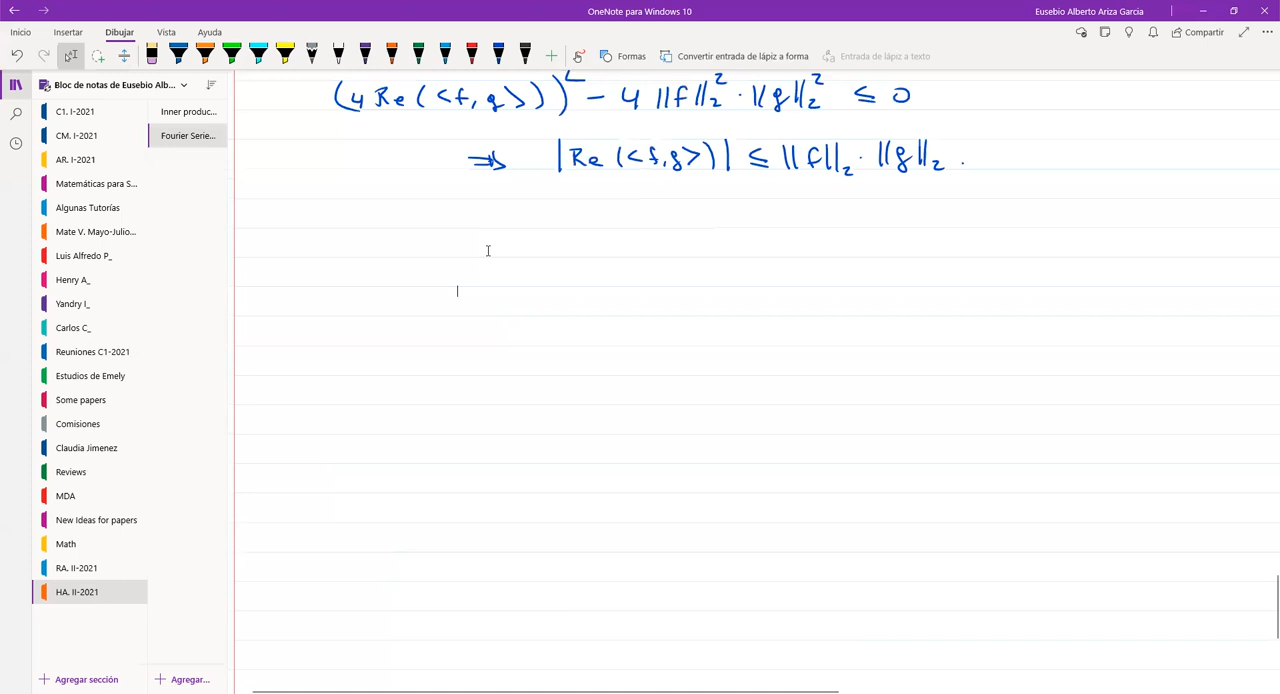 OneNote para Windows 10
Eusebio Alberto Ariza Garcia
Inicio Insertar Dibujar Vista Ayuda
Compartir
Formas Convertir entrada de lápiz a forma Entrada de lápiz a texto
Bloc de notas de Eusebio Alb...
C1. I-2021
CM. I-2021
AR. I-2021
Matemáticas para S...
Algunas Tutorías
Mate V. Mayo-Julio...
Luis Alfredo P_
Henry A_
Yandry I_
Carlos C_
Reuniones C1-2021
Estudios de Emely
Some papers
Comisiones
Claudia Jimenez
Reviews
MDA
New Ideas for papers
Math
RA. II-2021
HA. II-2021
Agregar sección
Inner produc...
Fourier Serie...
Agregar...
(4 Re(<f,g>))² - 4 ||f||₂² · ||g||₂² ≤ 0
⇒ |Re(<f,g>)| ≤ ||f||₂ · ||g||₂ .